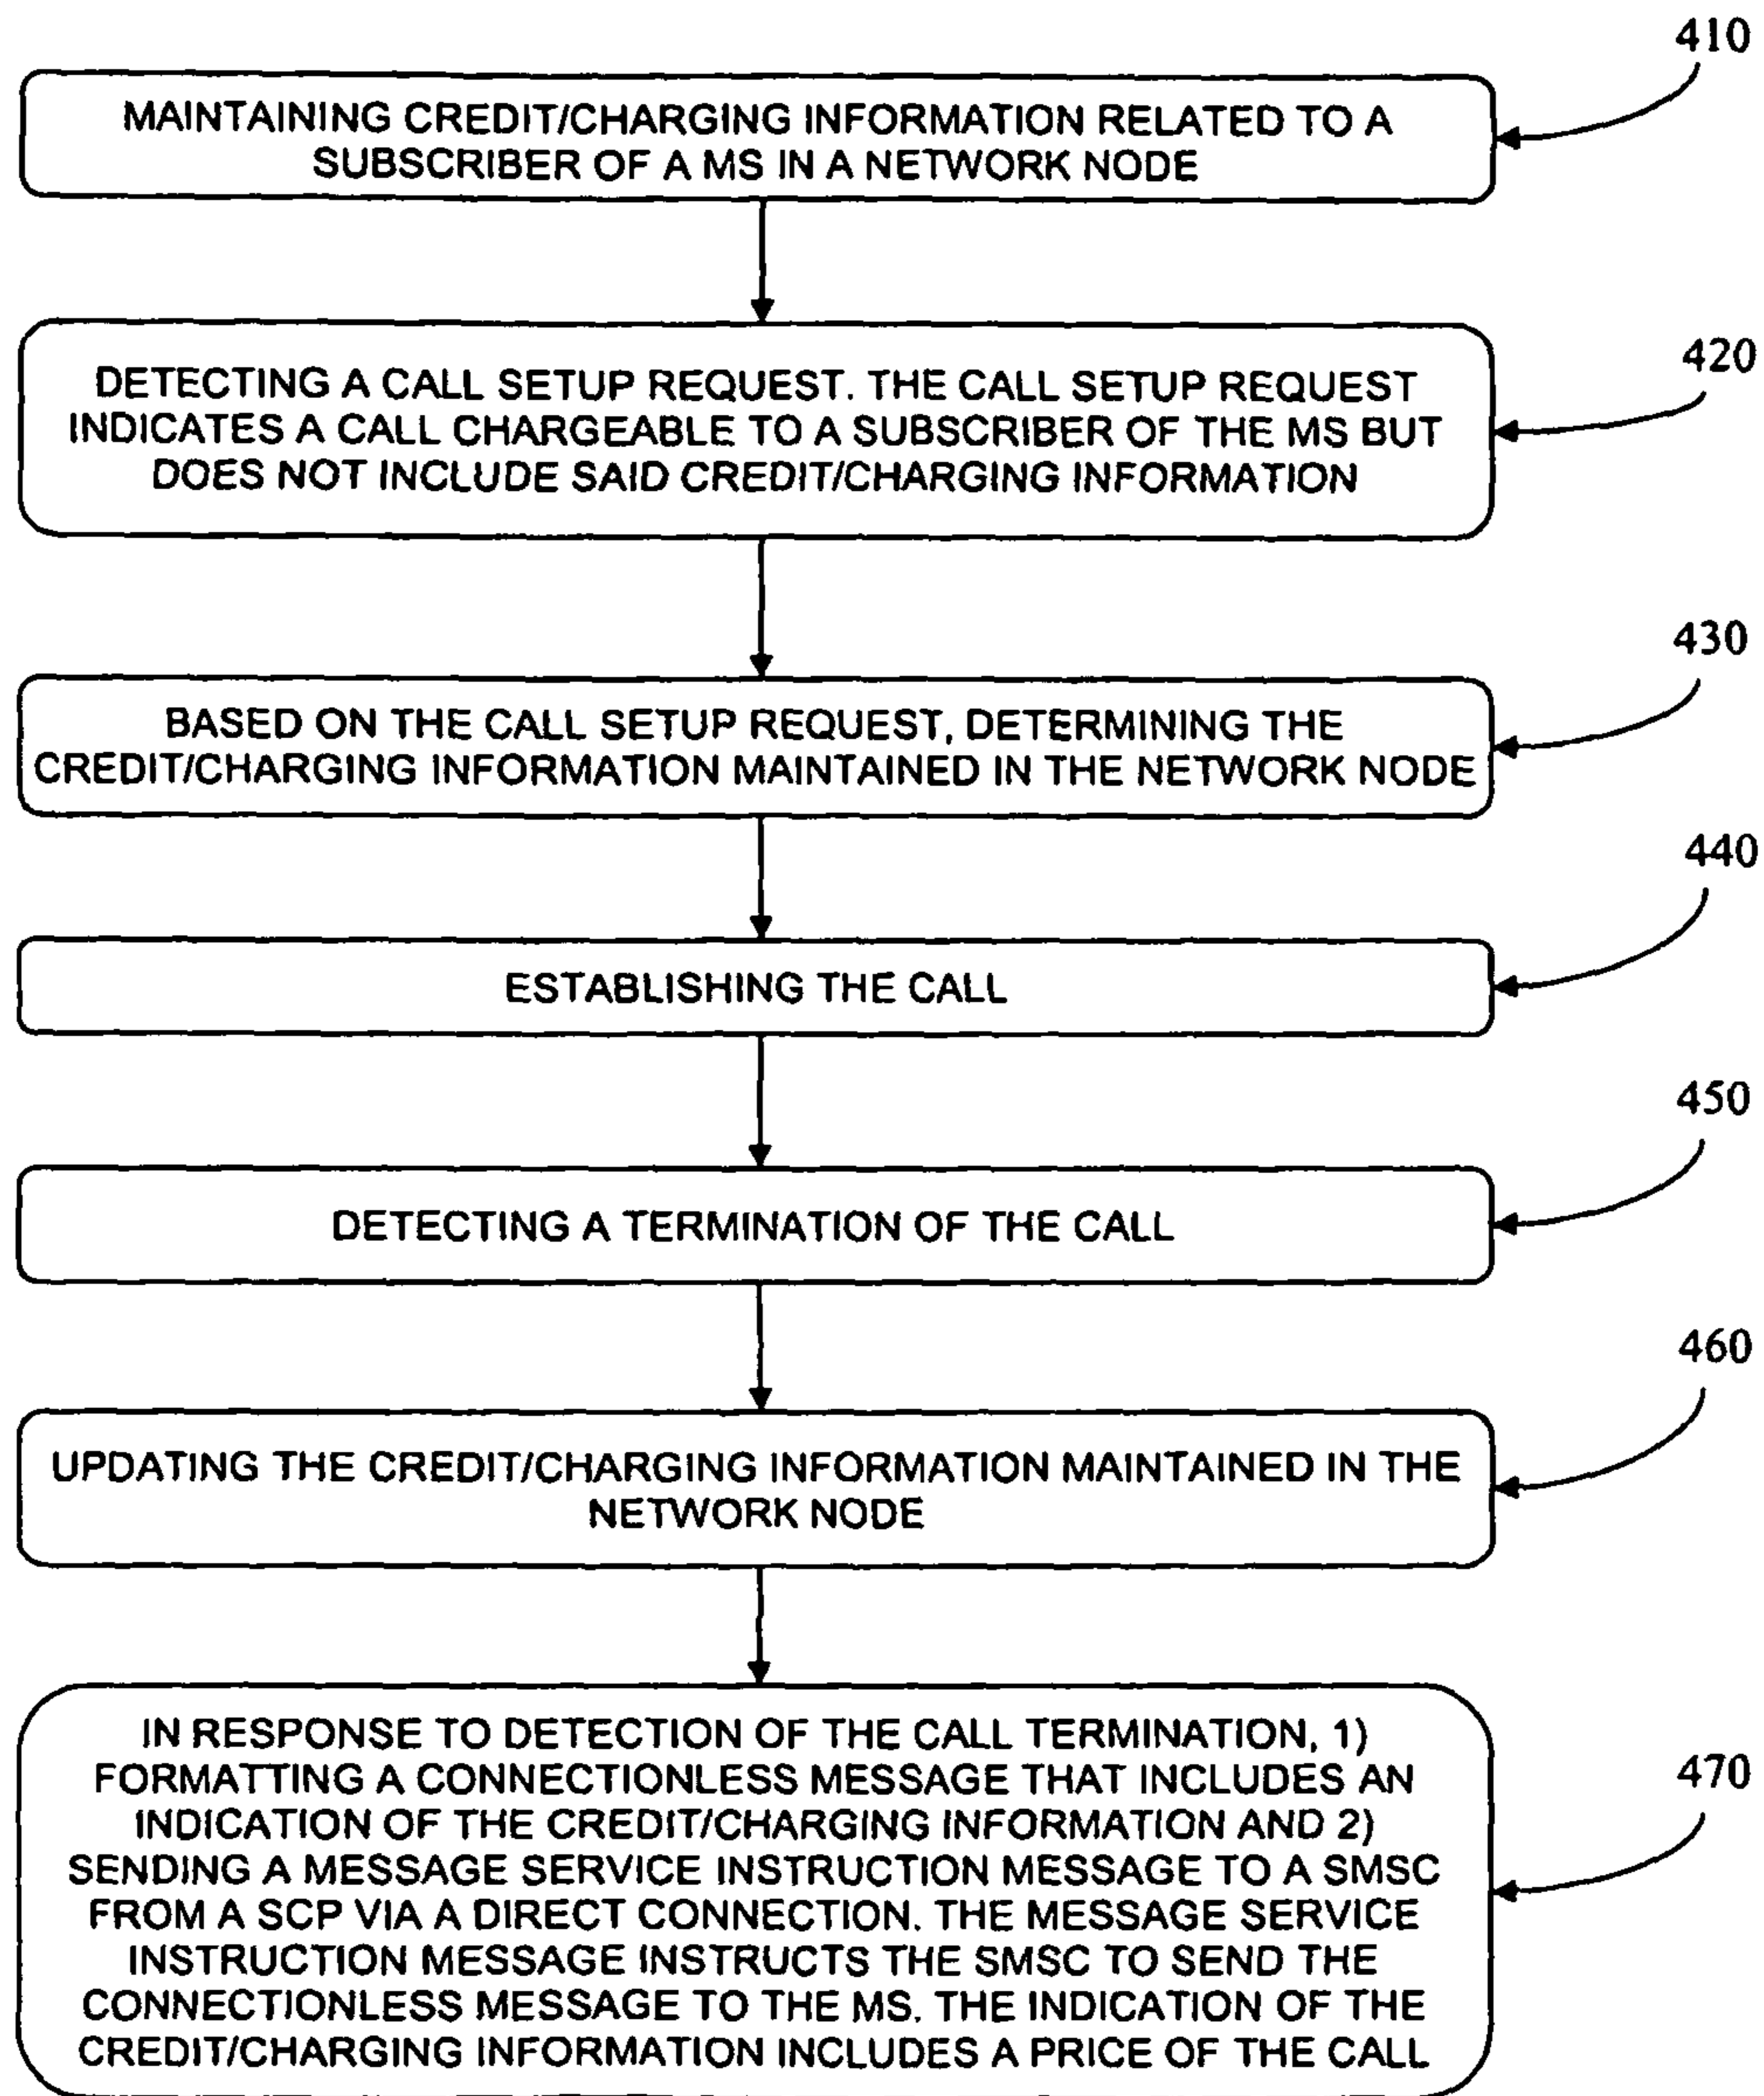 410
MAINTAINING CREDIT/CHARGING INFORMATION RELATED TO A
SUBSCRIBER OF A MS IN A NETWORK NODE
420
DETECTING A CALL SETUP REQUEST. THE CALL SETUP REQUEST
INDICATES A CALL CHARGEABLE TO A SUBSCRIBER OF THE MS BUT
DOES NOT INCLUDE SAID CREDIT/CHARGING INFORMATION
430
BASED ON THE CALL SETUP REQUEST, DETERMINING THE
CREDIT/CHARGING INFORMATION MAINTAINED IN THE NETWORK NODE
440
ESTABLISHING THE CALL
450
DETECTING A TERMINATION OF THE CALL
460
UPDATING THE CREDIT/CHARGING INFORMATION MAINTAINED IN THE
NETWORK NODE
470
IN RESPONSE TO DETECTION OF THE CALL TERMINATION, 1)
FORMATTING A CONNECTIONLESS MESSAGE THAT INCLUDES AN
INDICATION OF THE CREDIT/CHARGING INFORMATION AND 2)
SENDING A MESSAGE SERVICE INSTRUCTION MESSAGE TO A SMSC
FROM A SCP VIA A DIRECT CONNECTION. THE MESSAGE SERVICE
INSTRUCTION MESSAGE INSTRUCTS THE SMSC TO SEND THE
CONNECTIONLESS MESSAGE TO THE MS. THE INDICATION OF THE
CREDIT/CHARGING INFORMATION INCLUDES A PRICE OF THE CALL